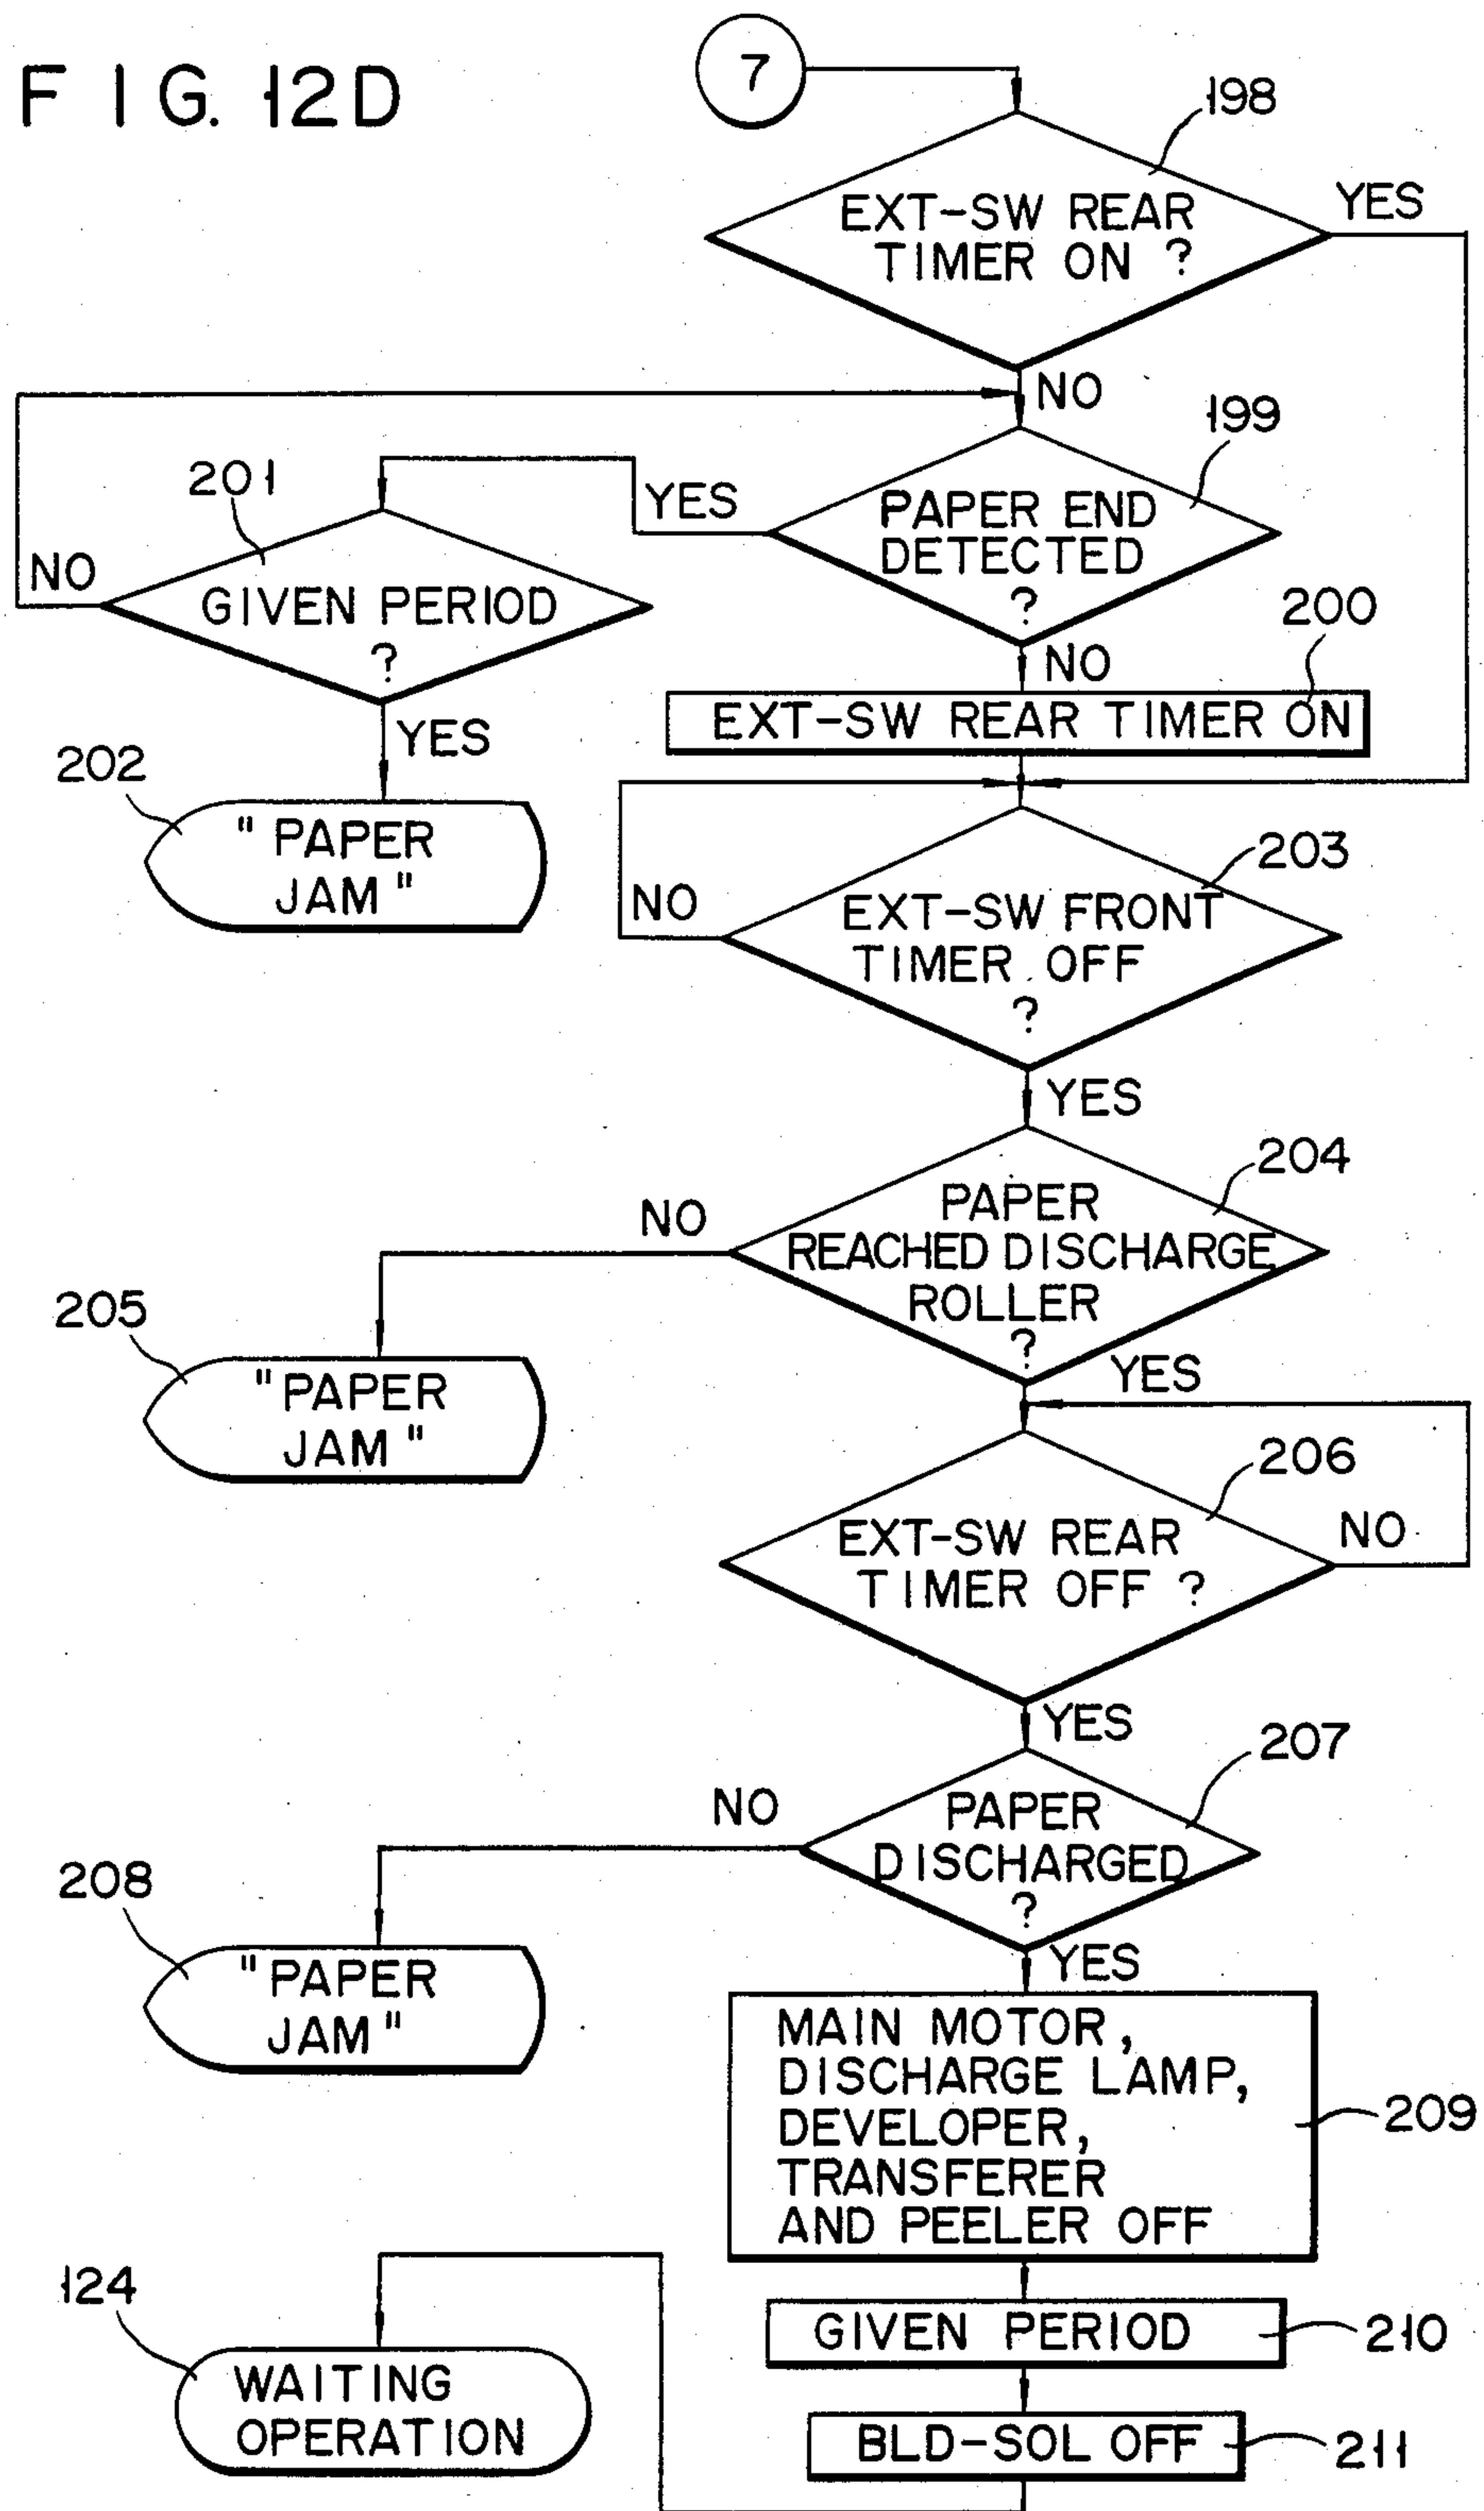 FIG. 12D
7
198
EXT-SW REAR
TIMER ON ?
YES
NO
199
PAPER END
DETECTED
?
YES
NO
201
GIVEN PERIOD
?
NO
YES
202
"PAPER
JAM"
200
EXT-SW REAR TIMER ON
203
EXT-SW FRONT
TIMER OFF
?
NO
YES
204
PAPER
REACHED DISCHARGE
ROLLER
?
NO
YES
205
"PAPER
JAM"
206
EXT-SW REAR
TIMER OFF ?
NO
YES
207
PAPER
DISCHARGED
?
NO
YES
208
"PAPER
JAM"
MAIN MOTOR,
DISCHARGE LAMP,
DEVELOPER,
TRANSFERER
AND PEELER OFF
209
GIVEN PERIOD
210
BLD-SOL OFF
211
124
WAITING
OPERATION